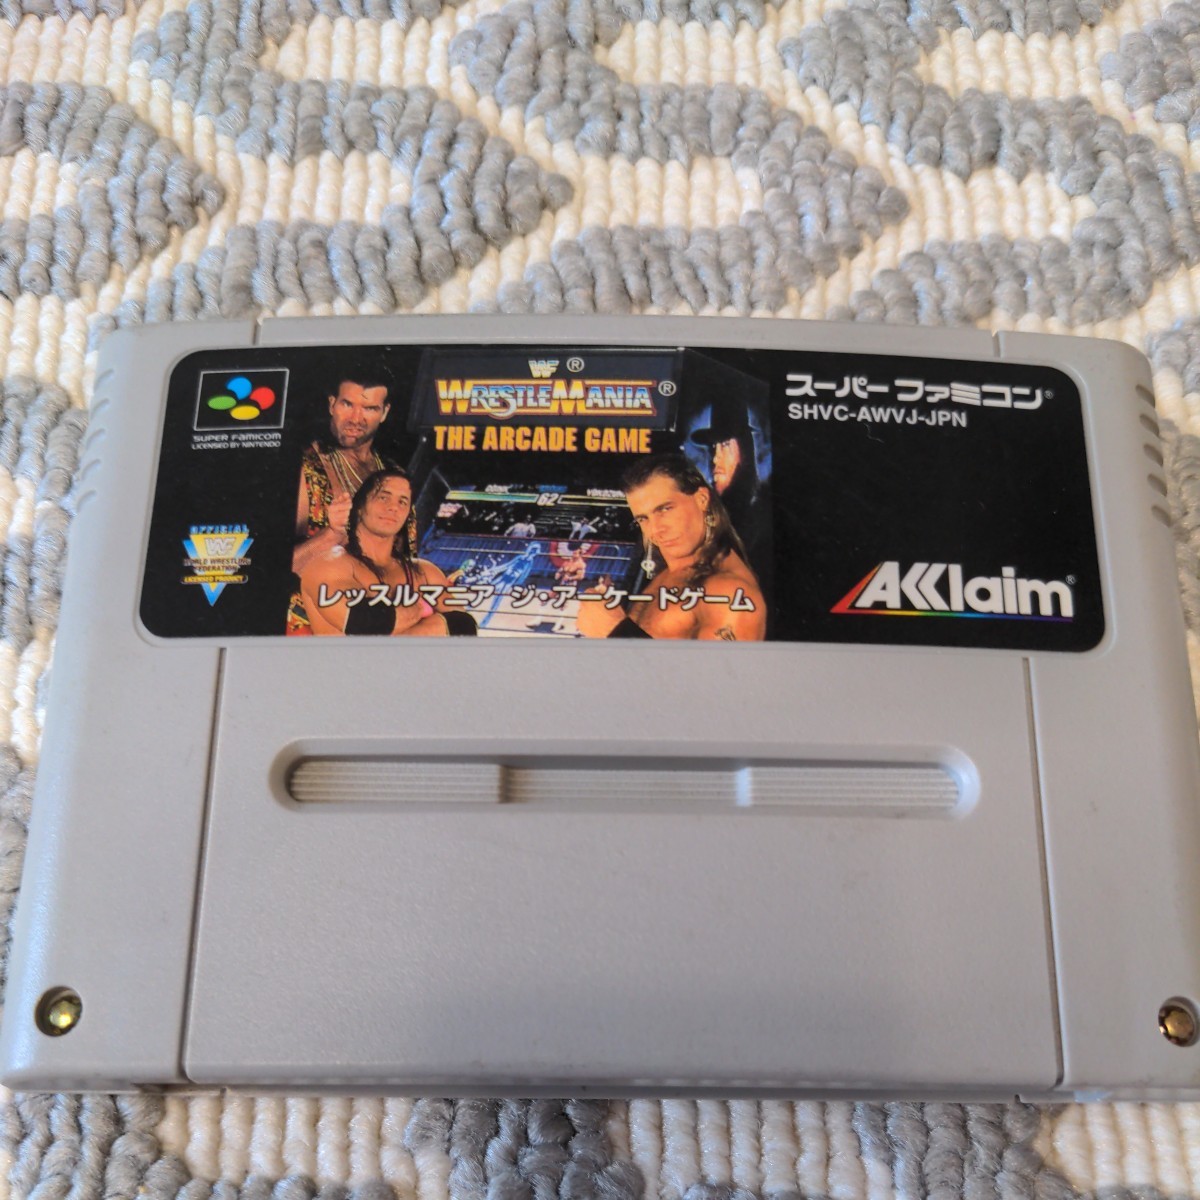 WF ®
WRESTLEMANIA ®
THE ARCADE GAME
スーパーファミコン®
SHVC-AWVJ-JPN
SUPER FAMICOM
LICENSED BY NINTENDO
62
OFFICIAL
WF
WORLD WRESTLING
FEDERATION
LICENSED PRODUCT
レッスルマニア ジ・アーケードゲーム
AKKlaim®